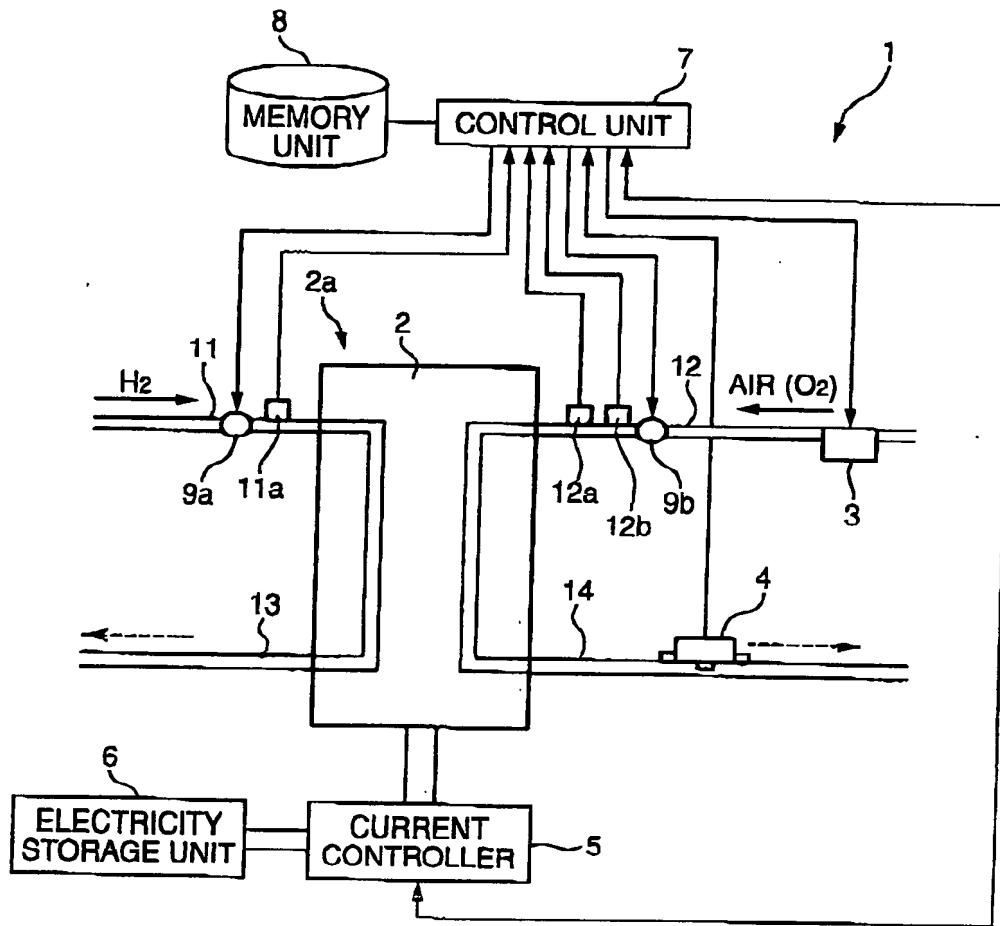 8
1
7
MEMORY
UNIT
CONTROL UNIT
2a
2
11
12
H2
AIR (O2)
9a
11a
12a
12b
9b
3
4
13
14
6
ELECTRICITY
STORAGE UNIT
CURRENT
CONTROLLER
5